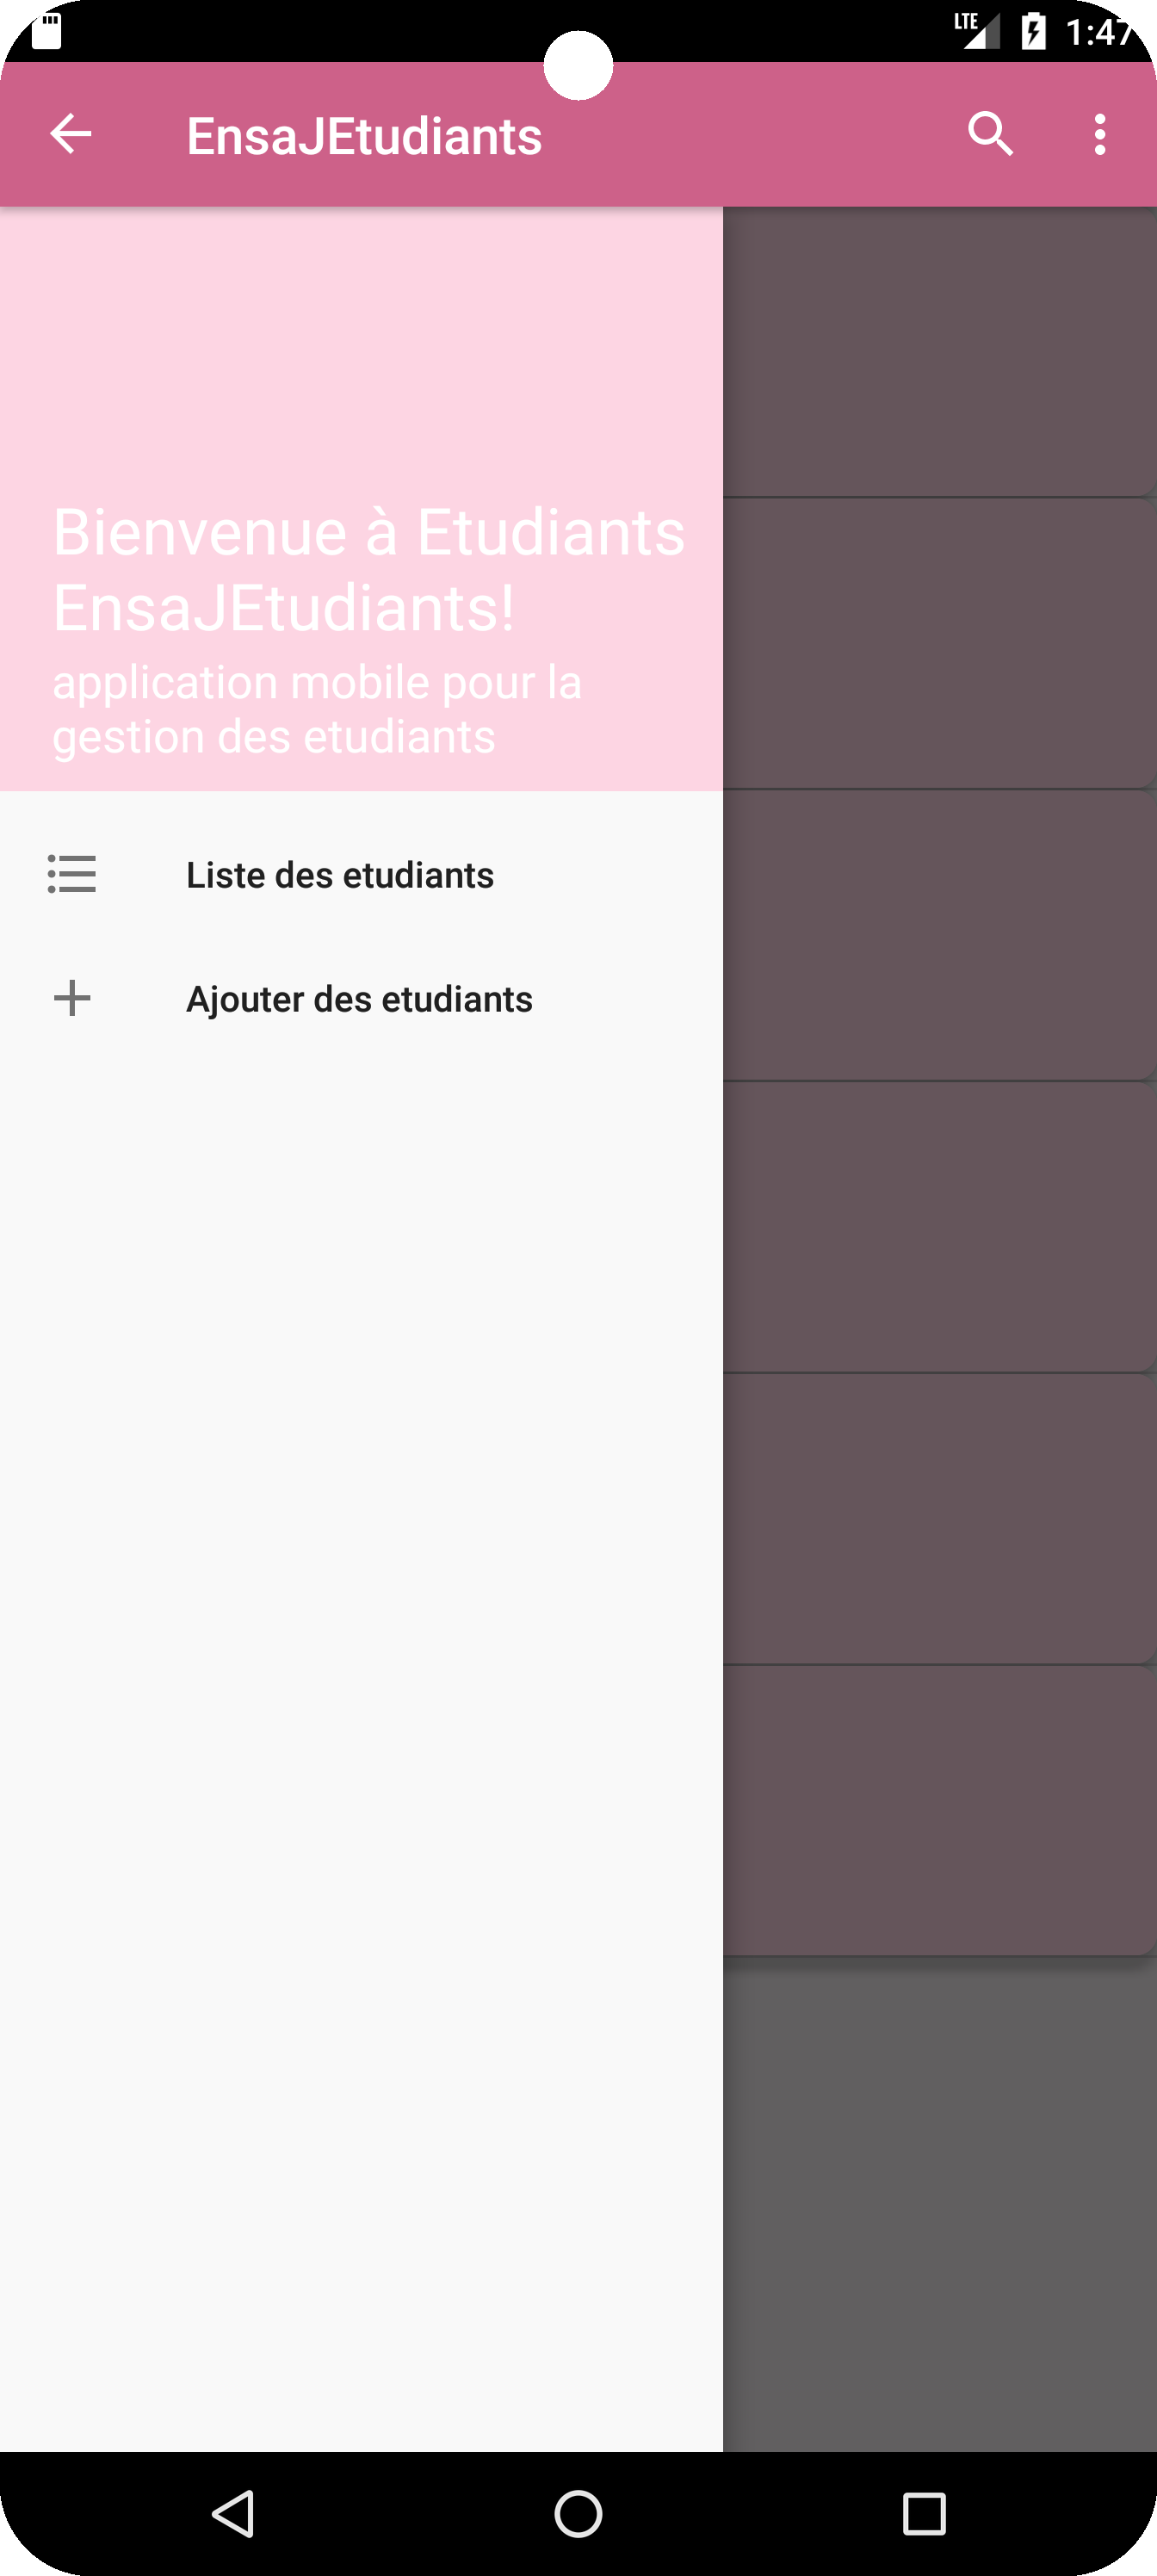 LTE 1:47
EnsaJEtudiants
Bienvenue à Etudiants
EnsaJEtudiants!
application mobile pour la
gestion des etudiants
Liste des etudiants
Ajouter des etudiants